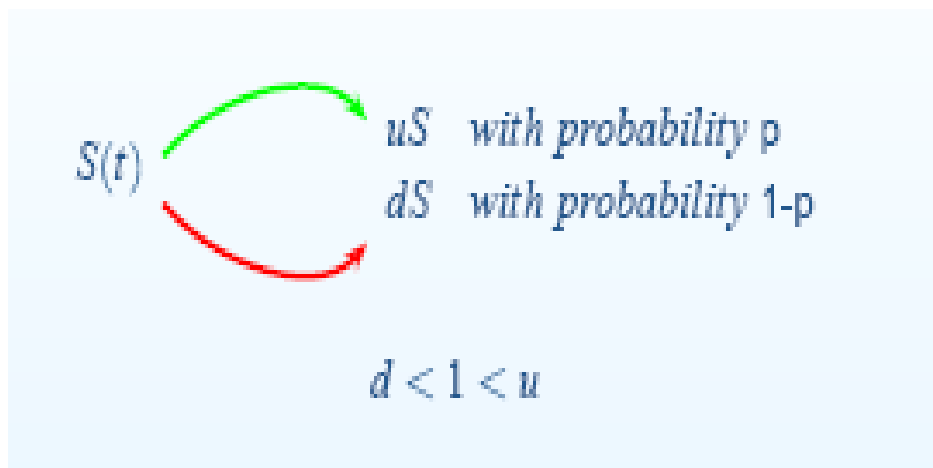 uS with probability p
S(t)
dS with probability 1-p
d < 1 < u